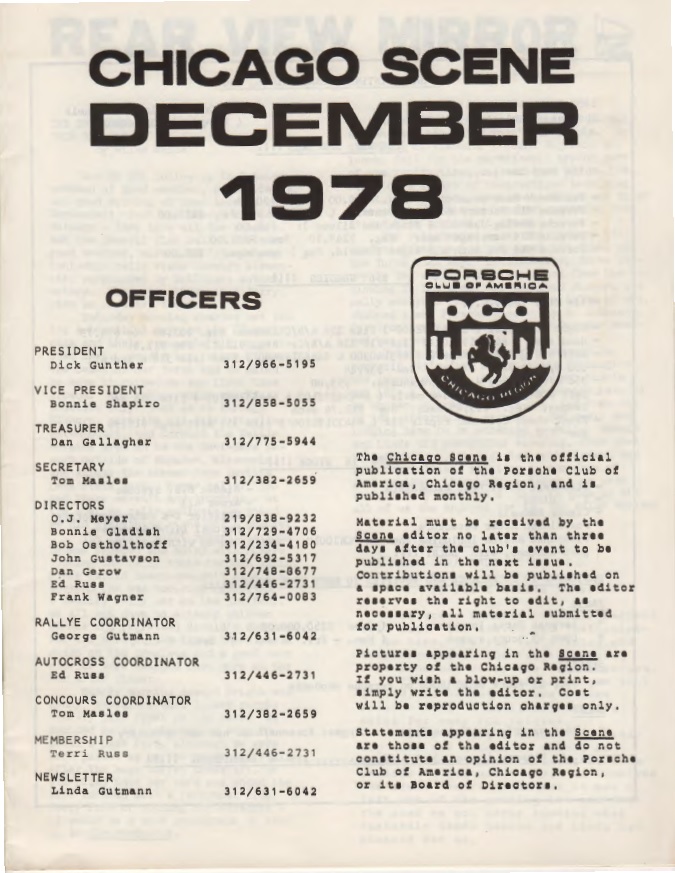 CHICAGO SCENE
DECEMBER
1978
OFFICERS
PRESIDENT
Dick Gunther 312/966-5195
VICE PRESIDENT
Bonnie Shapiro 312/858-5055
TREASURER
Dan Gallagher 312/775-5944
SECRETARY
Tom Masles 312/382-2659
DIRECTORS
O.J. Meyer 219/838-9232
Bonnie Gladish 312/729-4706
Bob Ostholthoff 312/234-4180
John Gustavson 312/692-5317
Dan Gerow 312/748-8677
Ed Russ 312/446-2731
Frank Wagner 312/764-0083
RALLYE COORDINATOR
George Gutmann 312/631-6042
AUTOCROSS COORDINATOR
Ed Russ 312/446-2731
CONCOURS COORDINATOR
Tom Masles 312/382-2659
MEMBERSHIP
Terri Russ 312/446-2731
NEWSLETTER
Linda Gutmann 312/631-6042
PORSCHE
CLUB OF AMERICA
pca
CHICAGO REGION
The Chicago Scene is the official
publication of the Porsche Club of
America, Chicago Region, and is
published monthly.
Material must be received by the
Scene editor no later than three
days after the club's event to be
published in the next issue.
Contributions will be published on
a space available basis. The editor
reserves the right to edit, as
necessary, all material submitted
for publication.
Pictures appearing in the Scene are
property of the Chicago Region.
If you wish a blow-up or print,
simply write the editor. Cost
will be reproduction charges only.
Statements appearing in the Scene
are those of the editor and do not
constitute an opinion of the Porsche
Club of America, Chicago Region,
or its Board of Directors.